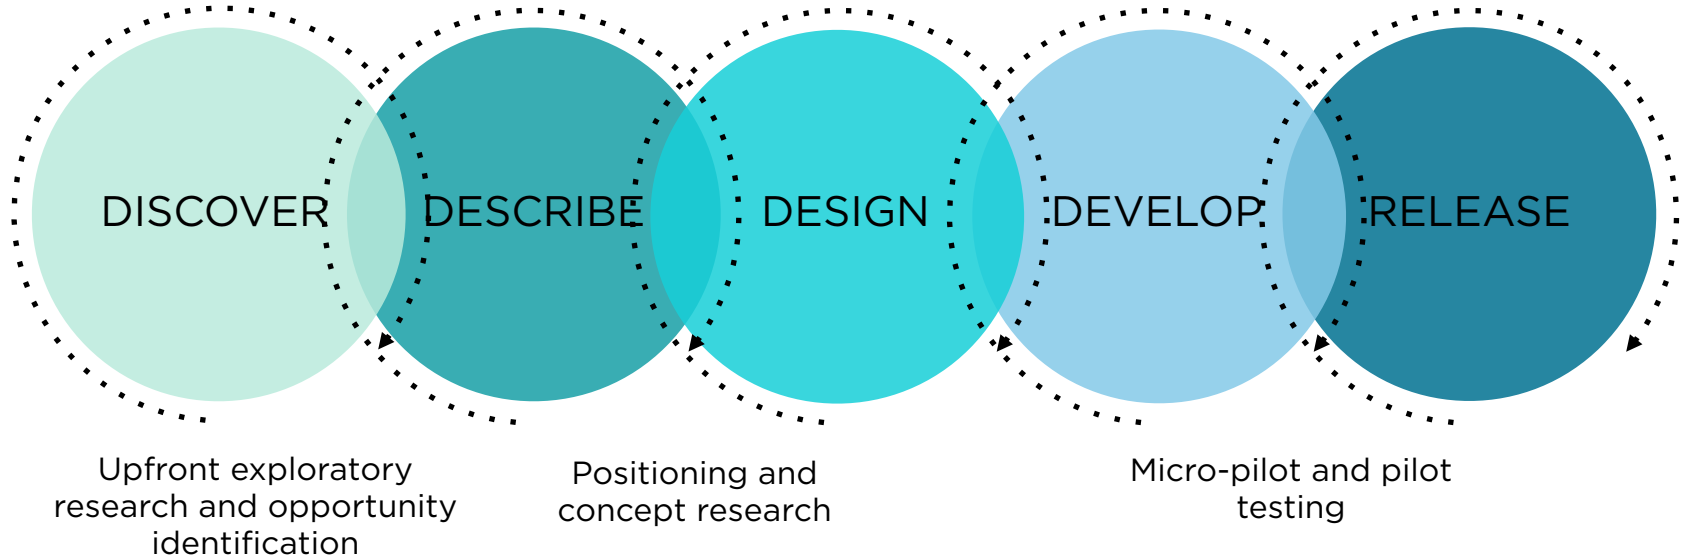 DISCOVER
DESCRIBE
DESIGN
DEVELOP
RELEASE
Upfront exploratory
research and opportunity
identification
Positioning and
concept research
Micro-pilot and pilot
testing